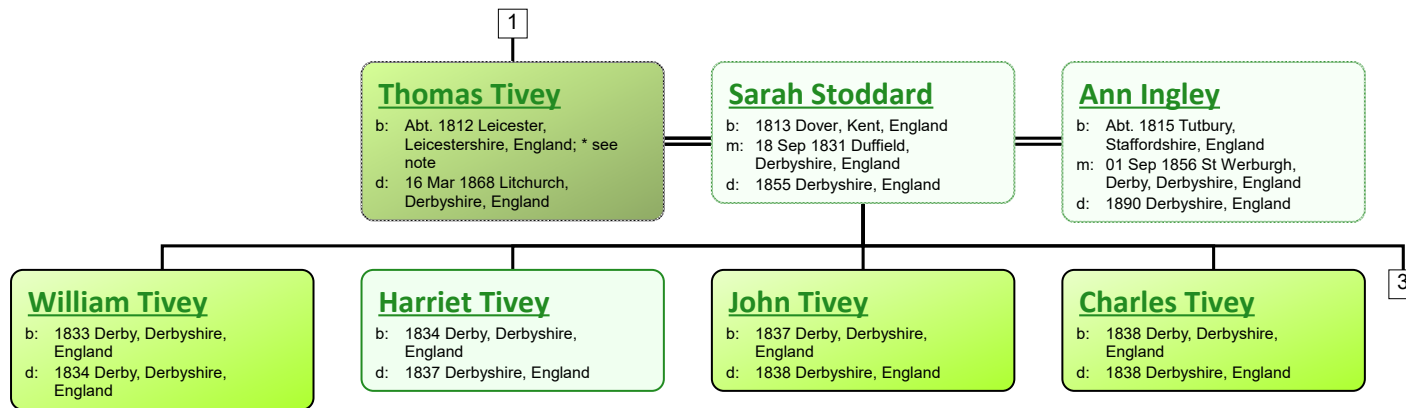 1
Thomas Tivey
b: Abt. 1812 Leicester,
Leicestershire, England; * see
note
d: 16 Mar 1868 Litchurch,
Derbyshire, England
Sarah Stoddard
b: 1813 Dover, Kent, England
m: 18 Sep 1831 Duffield,
Derbyshire, England
d: 1855 Derbyshire, England
Ann Ingley
b: Abt. 1815 Tutbury,
Staffordshire, England
m: 01 Sep 1856 St Werburgh,
Derby, Derbyshire, England
d: 1890 Derbyshire, England
3
William Tivey
b: 1833 Derby, Derbyshire,
England
d: 1834 Derby, Derbyshire,
England
Harriet Tivey
b: 1834 Derby, Derbyshire,
England
d: 1837 Derbyshire, England
John Tivey
b: 1837 Derby, Derbyshire,
England
d: 1838 Derbyshire, England
Charles Tivey
b: 1838 Derby, Derbyshire,
England
d: 1838 Derbyshire, England